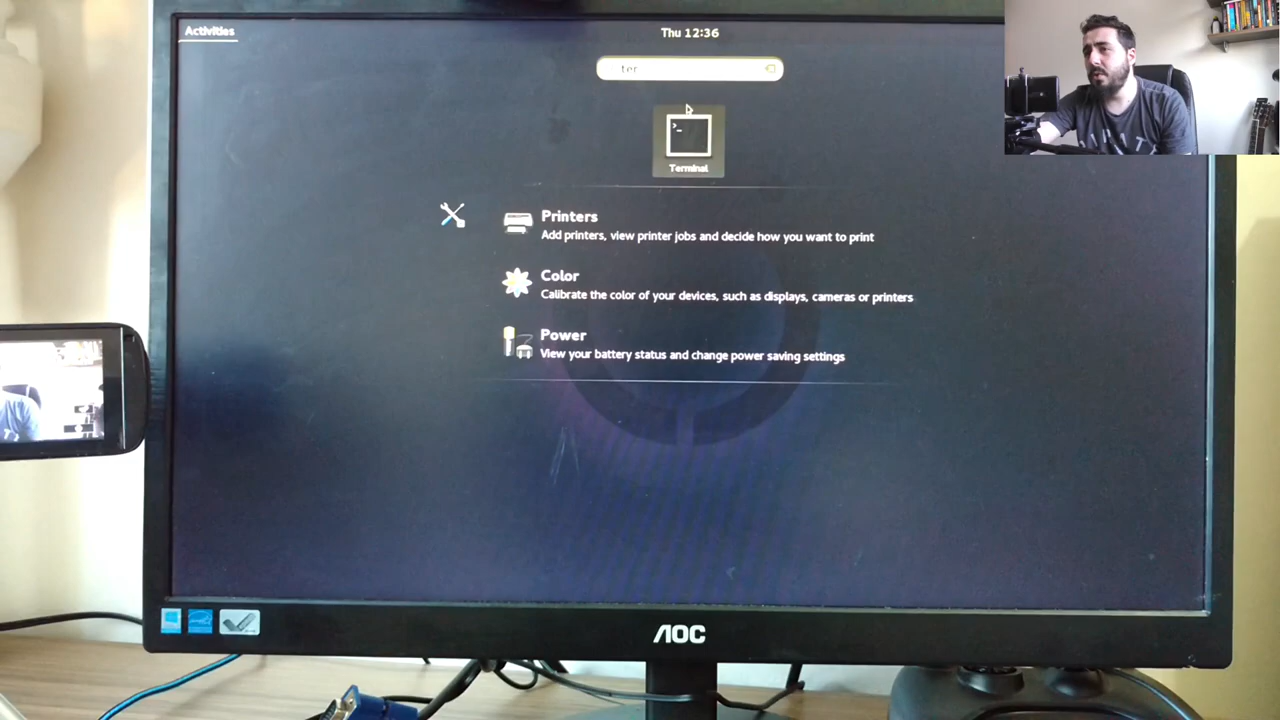 Activities
Thu 12:36
ter
Terminal
Printers
Add printers, view printer jobs and decide how you want to print
Color
Calibrate the color of your devices, such as displays, cameras or printers
Power
View your battery status and change power saving settings
AOC